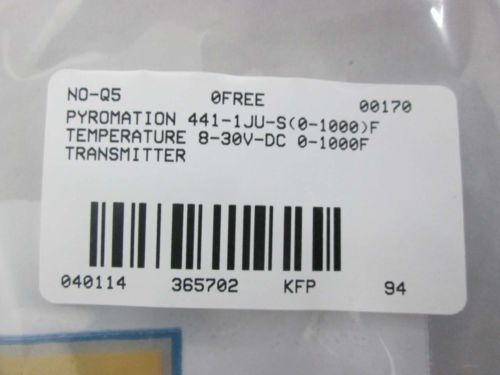 NO-Q5 0FREE 00170
PYROMATION 441-1JU-S(0-1000)F
TEMPERATURE 8-30V-DC 0-1000F
TRANSMITTER
040114 365702 KFP 94